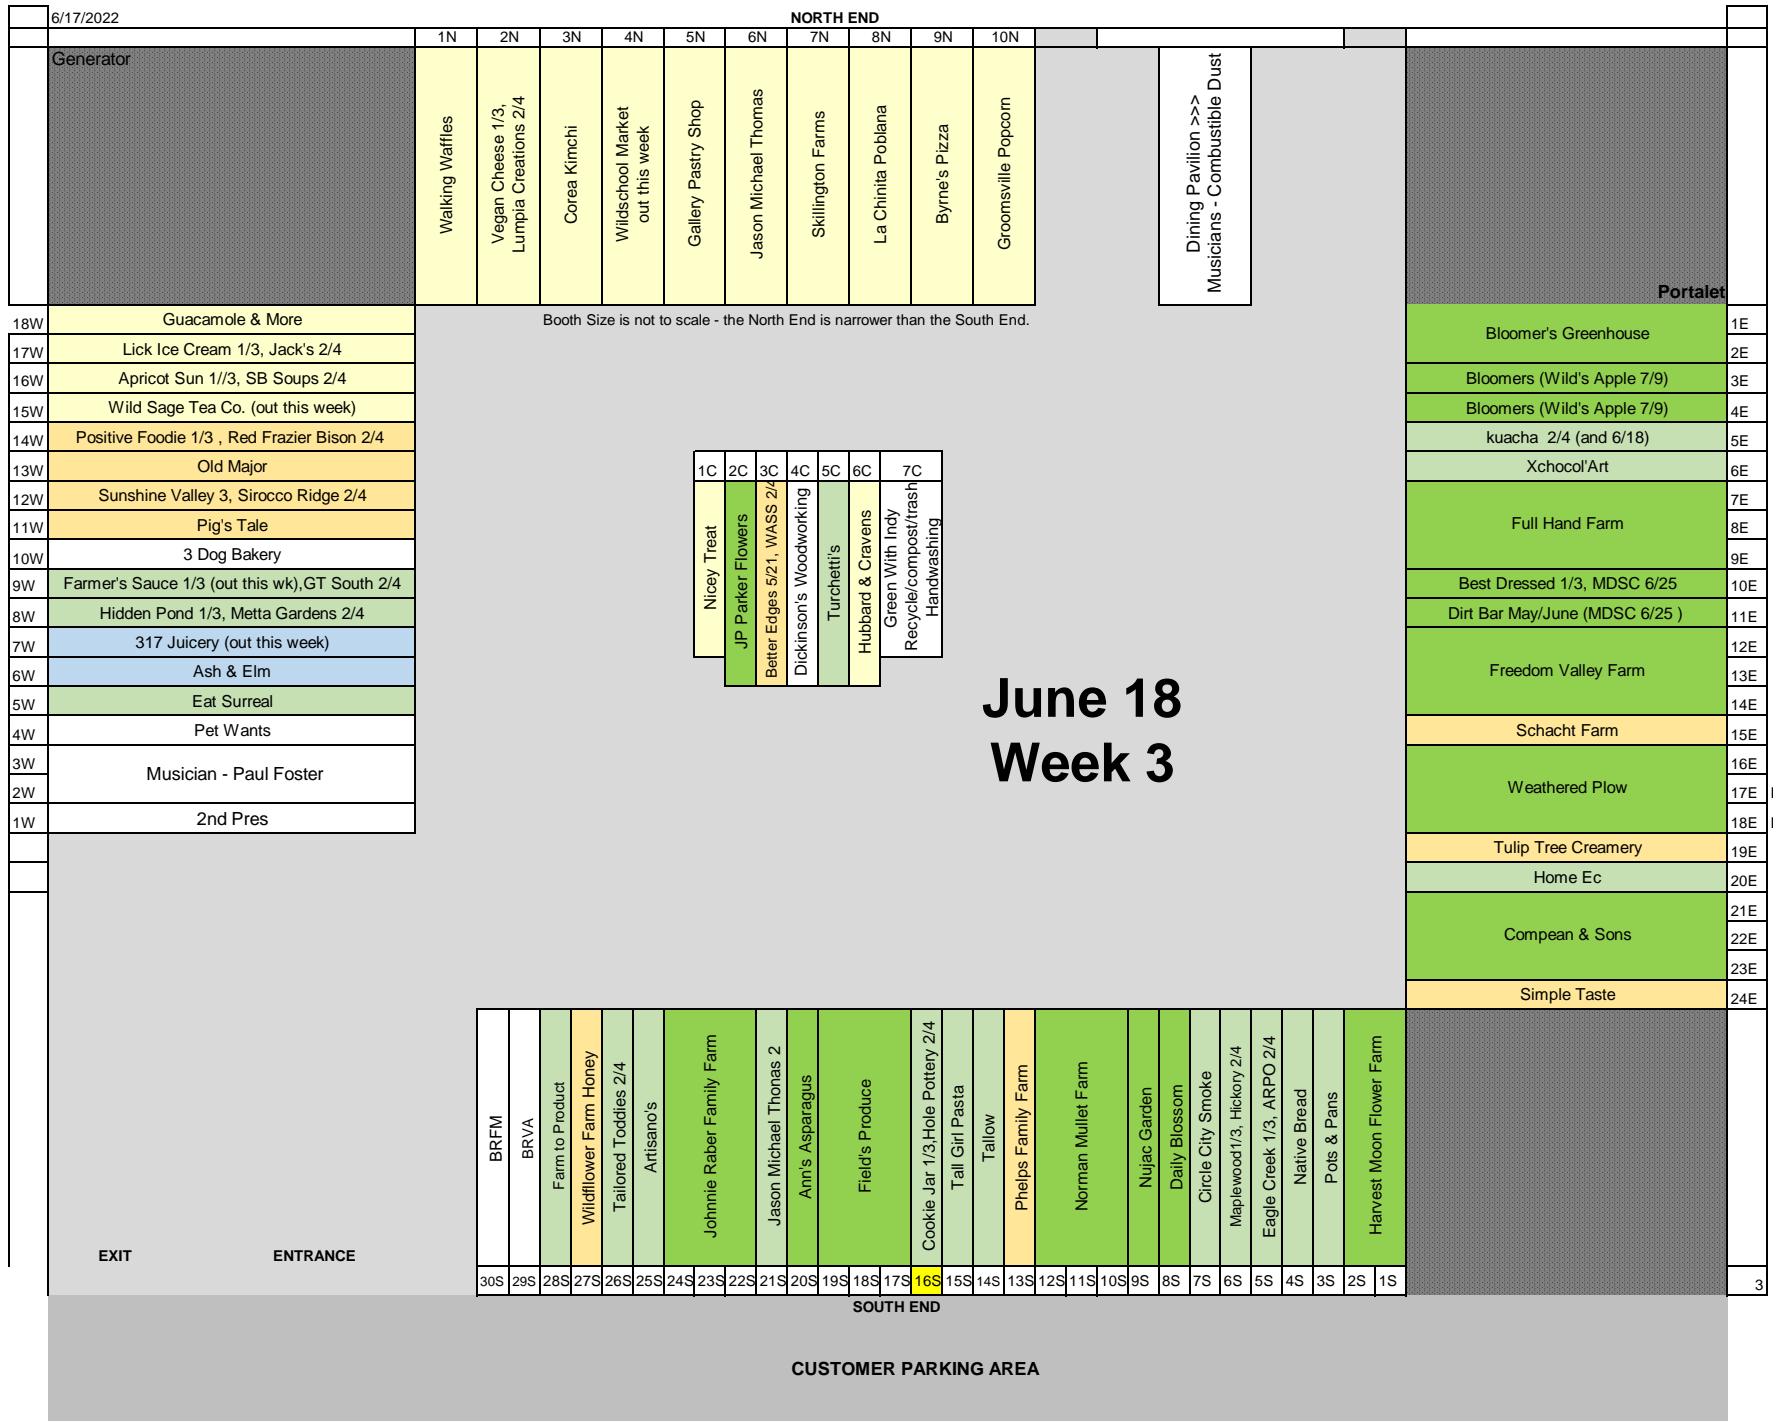 6/17/2022
NORTH END
1N 2N 3N 4N 5N 6N 7N 8N 9N 10N
Generator
Walking Waffles
Vegan Cheese 1/3,
Lumpia Creations 2/4
Corea Kimchi
Wildschool Market
out this week
Gallery Pastry Shop
Jason Michael Thomas
Skillington Farms
La Chinita Poblana
Byrne's Pizza
Groomsville Popcorn
Dining Pavilion >>>
Musicians - Combustible Dust
Portalet
Booth Size is not to scale - the North End is narrower than the South End.
18W Guacamole & More
17W Lick Ice Cream 1/3, Jack's 2/4
16W Apricot Sun 1//3, SB Soups 2/4
15W Wild Sage Tea Co. (out this week)
14W Positive Foodie 1/3 , Red Frazier Bison 2/4
13W Old Major
12W Sunshine Valley 3, Sirocco Ridge 2/4
11W Pig's Tale
10W 3 Dog Bakery
9W Farmer's Sauce 1/3 (out this wk),GT South 2/4
8W Hidden Pond 1/3, Metta Gardens 2/4
7W 317 Juicery (out this week)
6W Ash & Elm
5W Eat Surreal
4W Pet Wants
3W
Musician - Paul Foster
2W
1W 2nd Pres
1C 2C 3C 4C 5C 6C 7C
Nicey Treat
JP Parker Flowers
Better Edges 5/21, WASS 2/4
Dickinson's Woodworking
Turchetti's
Hubbard & Cravens
Green With Indy
Recycle/compost/trash
Handwashing
June 18
Week 3
Bloomer's Greenhouse
1E
2E
Bloomers (Wild's Apple 7/9) 3E
Bloomers (Wild's Apple 7/9) 4E
kuacha 2/4 (and 6/18) 5E
Xchocol'Art 6E
7E
Full Hand Farm 8E
9E
Best Dressed 1/3, MDSC 6/25 10E
Dirt Bar May/June (MDSC 6/25 ) 11E
12E
Freedom Valley Farm 13E
14E
Schacht Farm 15E
16E
Weathered Plow 17E
18E
Tulip Tree Creamery 19E
Home Ec 20E
21E
Compean & Sons 22E
23E
Simple Taste 24E
BRFM
BRVA
Farm to Product
Wildfllower Farm Honey
Tailored Toddies 2/4
Artisano's
Johnnie Raber Family Farm
Jason Michael Thonas 2
Ann's Asparagus
Field's Produce
Cookie Jar 1/3,Hole Pottery 2/4
Tall Girl Pasta
Tallow
Phelps Family Farm
Norman Mullet Farm
Nujac Garden
Daily Blossom
Circle City Smoke
Maplewood1/3, Hickory 2/4
Eagle Creek 1/3, ARPO 2/4
Native Bread
Pots & Pans
Harvest Moon Flower Farm
EXIT ENTRANCE
30S 29S 28S 27S 26S 25S 24S 23S 22S 21S 20S 19S 18S 17S 16S 15S 14S 13S 12S 11S 10S 9S 8S 7S 6S 5S 4S 3S 2S 1S
3
SOUTH END
CUSTOMER PARKING AREA